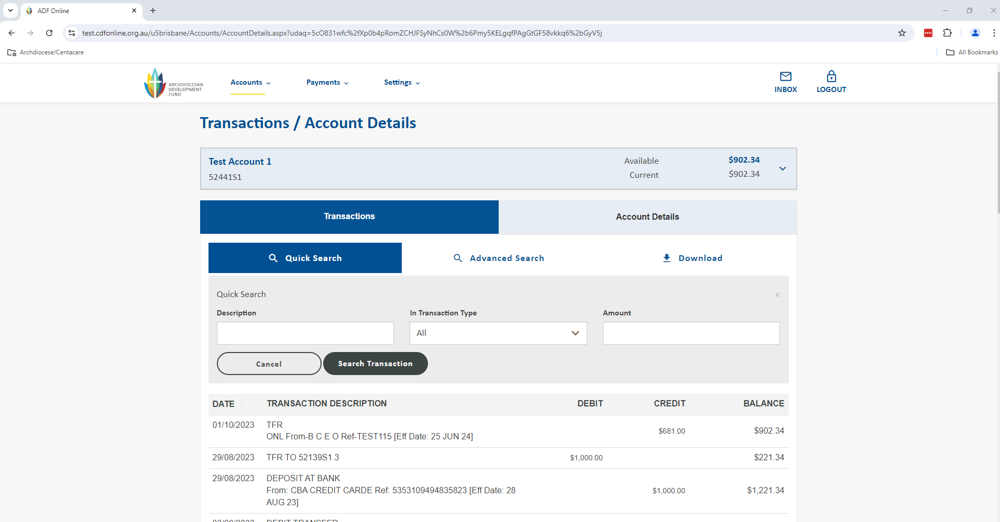 ADF Online
test.cdfonline.org.au/u5brisbane/Accounts/AccountDetails.aspx?udaq=5cO831wfc%2fXp0b4pRomZCHJFSyNhCs0W%2b6Pmy5KELgqfPAgGtGF58vkkq6%2bGyV5j
Archdiocese/Centacare
All Bookmarks
ARCHDIOCESAN
DEVELOPMENT
FUND
Accounts
Payments
Settings
INBOX
LOGOUT
Transactions / Account Details
Test Account 1
52441S1
Available $902.34
Current $902.34
Transactions
Account Details
Quick Search
Advanced Search
Download
Quick Search
Description
In Transaction Type
Amount
All
Cancel
Search Transaction
DATE TRANSACTION DESCRIPTION DEBIT CREDIT BALANCE
01/10/2023 TFR
ONL From-B C E O Ref-TEST115 [Eff Date: 25 JUN 24] $681.00 $902.34
29/08/2023 TFR TO 52139S1.3 $1,000.00 $221.34
29/08/2023 DEPOSIT AT BANK
From: CBA CREDIT CARDE Ref: 5353109494835823 [Eff Date: 28 $1,000.00 $1,221.34
AUG 23]
DEBIT TRANSFER